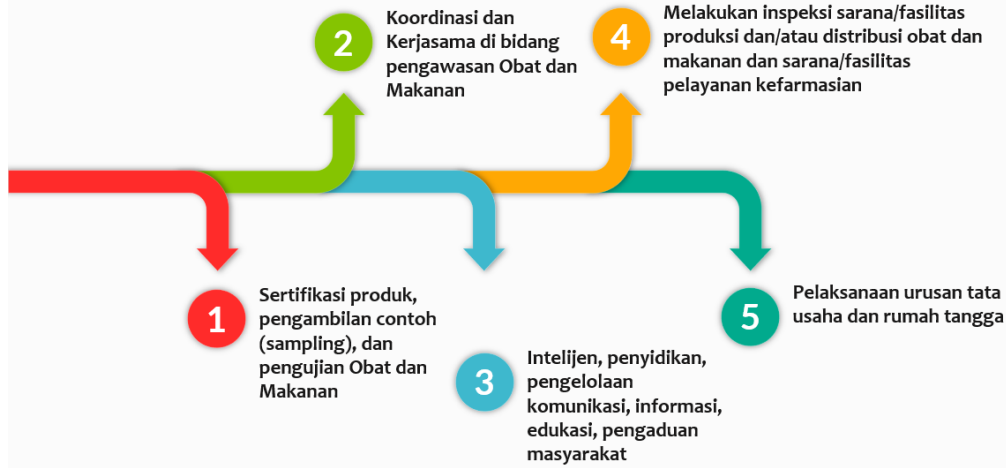 1
Sertifikasi produk,
pengambilan contoh
(sampling), dan
pengujian Obat dan
Makanan
2
Koordinasi dan
Kerjasama di bidang
pengawasan Obat dan
Makanan
3
Intelijen, penyidikan,
pengelolaan
komunikasi, informasi,
edukasi, pengaduan
masyarakat
4
Melakukan inspeksi sarana/fasilitas
produksi dan/atau distribusi obat dan
makanan dan sarana/fasilitas
pelayanan kefarmasian
5
Pelaksanaan urusan tata
usaha dan rumah tangga